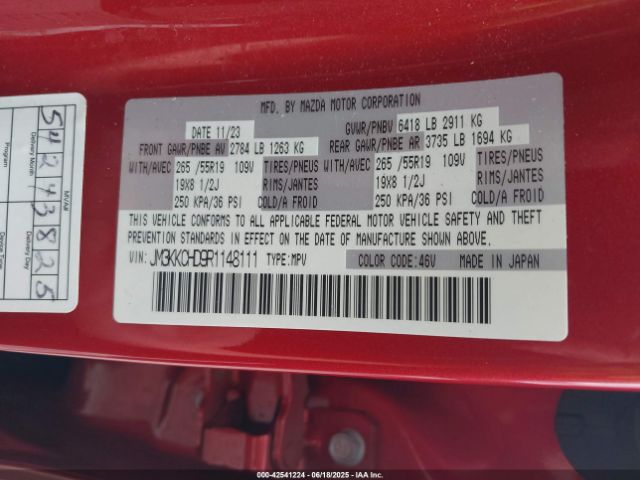 MFD. BY MAZDA MOTOR CORPORATION
DATE 11/23
GVWR/PNBV 6418 LB 2911 KG
FRONT GAWR/PNBE AV 2784 LB 1263 KG
REAR GAWR/PNBE AR 3735 LB 1694 KG
WITH/AVEC 265 /55R19 109V TIRES/PNEUS
19X8 1/2J RIMS/JANTES
250 KPA/36 PSI COLD/A FROID
WITH/AVEC 265 /55R19 109V TIRES/PNEUS
19X8 1/2J RIMS/JANTES
250 KPA/36 PSI COLD/A FROID
THIS VEHICLE CONFORMS TO ALL APPLICABLE FEDERAL MOTOR VEHICLE SAFETY AND THEFT
PREVENTION STANDARDS IN EFFECT ON THE DATE OF MANUFACTURE SHOWN ABOVE.
VIN: JM3KKCHD9R1148111 TYPE:MPV
COLOR CODE:46V MADE IN JAPAN
MVA#
54243825
Delivery Month
Program
000-42541224 - 06/18/2025 - IAA Inc.